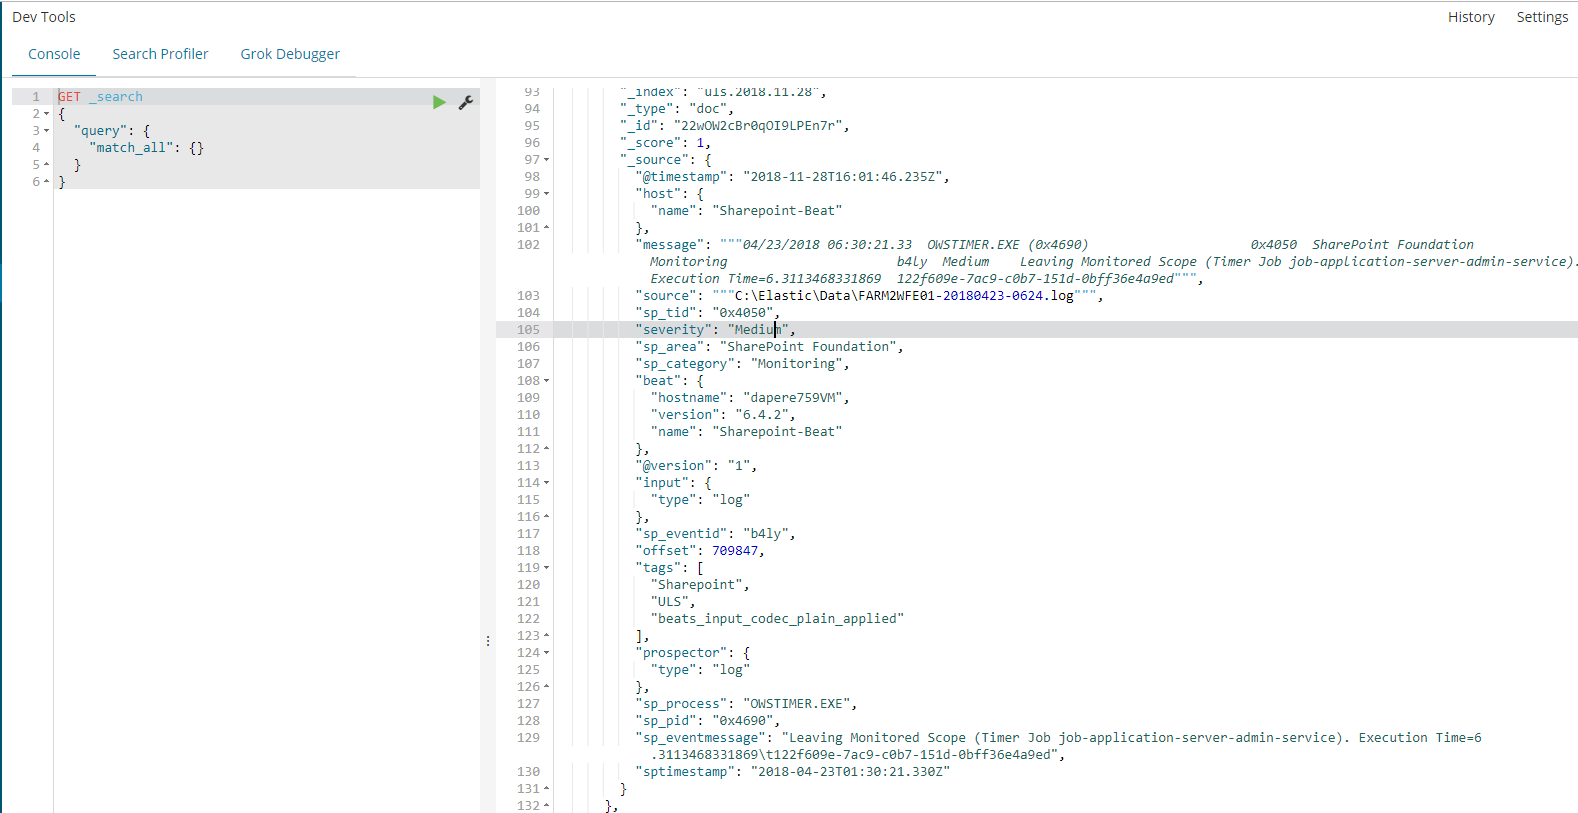 Dev Tools
History Settings
Console Search Profiler Grok Debugger
1 GET _search
2 {
3 "query": {
4 "match_all": {}
5 }
6 }
93 "_index": "uls.2018.11.28",
94 "_type": "doc",
95 "_id": "22wOW2cBr0qOI9LPEn7r",
96 "_score": 1,
97 "_source": {
98 "@timestamp": "2018-11-28T16:01:46.235Z",
99 "host": {
100 "name": "Sharepoint-Beat"
101 },
102 "message": """04/23/2018 06:30:21.33 OWSTIMER.EXE (0x4690) 0x4050 SharePoint Foundation
Monitoring b4ly Medium Leaving Monitored Scope (Timer Job job-application-server-admin-service).
Execution Time=6.3113468331869 122f609e-7ac9-c0b7-151d-0bff36e4a9ed""",
103 "source": """C:\Elastic\Data\FARM2WFE01-20180423-0624.log""",
104 "sp_tid": "0x4050",
105 "severity": "Medium",
106 "sp_area": "SharePoint Foundation",
107 "sp_category": "Monitoring",
108 "beat": {
109 "hostname": "dapere759VM",
110 "version": "6.4.2",
111 "name": "Sharepoint-Beat"
112 },
113 "@version": "1",
114 "input": {
115 "type": "log"
116 },
117 "sp_eventid": "b4ly",
118 "offset": 709847,
119 "tags": [
120 "Sharepoint",
121 "ULS",
122 "beats_input_codec_plain_applied"
123 ],
124 "prospector": {
125 "type": "log"
126 },
127 "sp_process": "OWSTIMER.EXE",
128 "sp_pid": "0x4690",
129 "sp_eventmessage": "Leaving Monitored Scope (Timer Job job-application-server-admin-service). Execution Time=6
.3113468331869\t122f609e-7ac9-c0b7-151d-0bff36e4a9ed",
130 "sptimestamp": "2018-04-23T01:30:21.330Z"
131 }
132 },